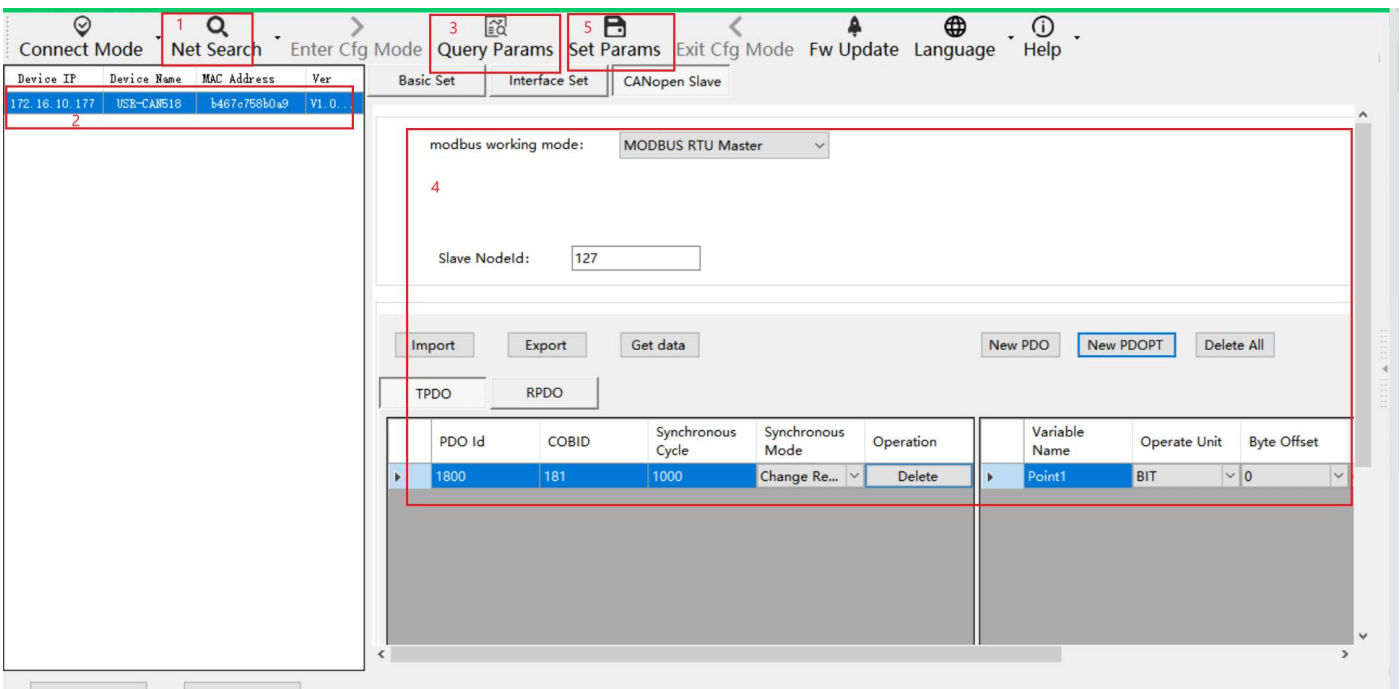 1 3 5
Connect Mode Net Search Enter Cfg Mode Query Params Set Params Exit Cfg Mode Fw Update Language Help
Device IP Device Name MAC Address Ver
172.16.10.177 USR-CAN518 b467c758b0a9 V1.0...
2
Basic Set Interface Set CANopen Slave
modbus working mode: MODBUS RTU Master
4
Slave NodeId: 127
Import Export Get data New PDO New PDOPT Delete All
TPDO RPDO
PDO Id COBID Synchronous Cycle Synchronous Mode Operation Variable Name Operate Unit Byte Offset
1800 181 1000 Change Re... Delete Point1 BIT 0